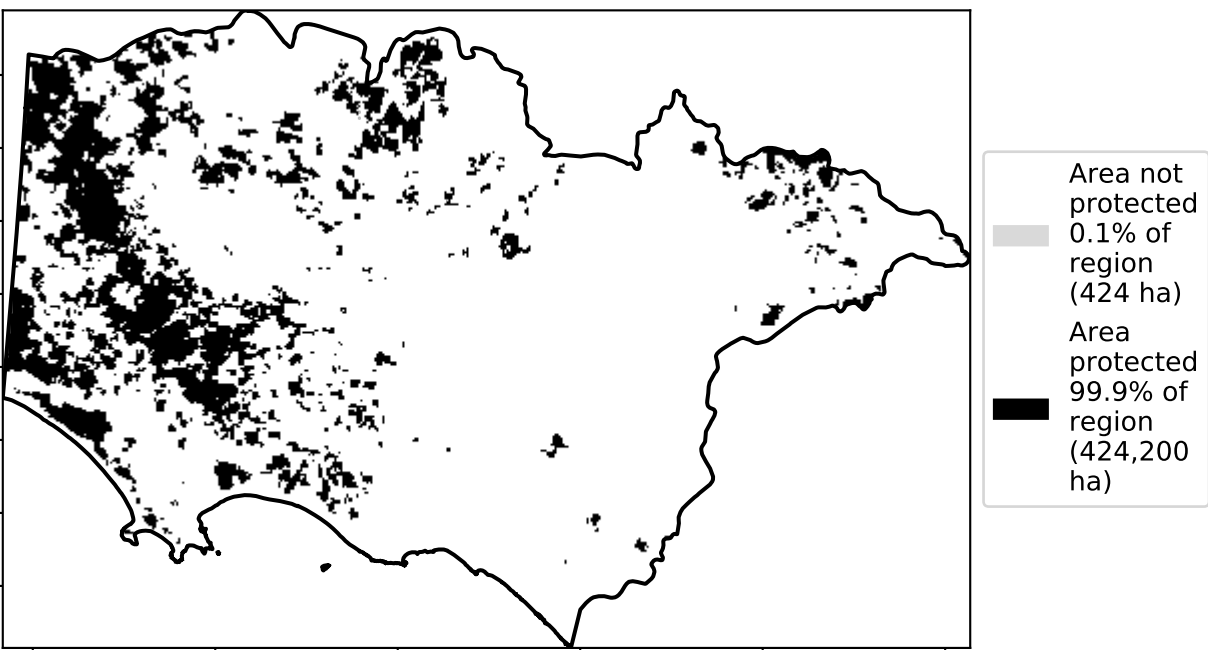 Area not
protected
0.1% of
region
(424 ha)
Area
protected
99.9% of
region
(424,200
ha)